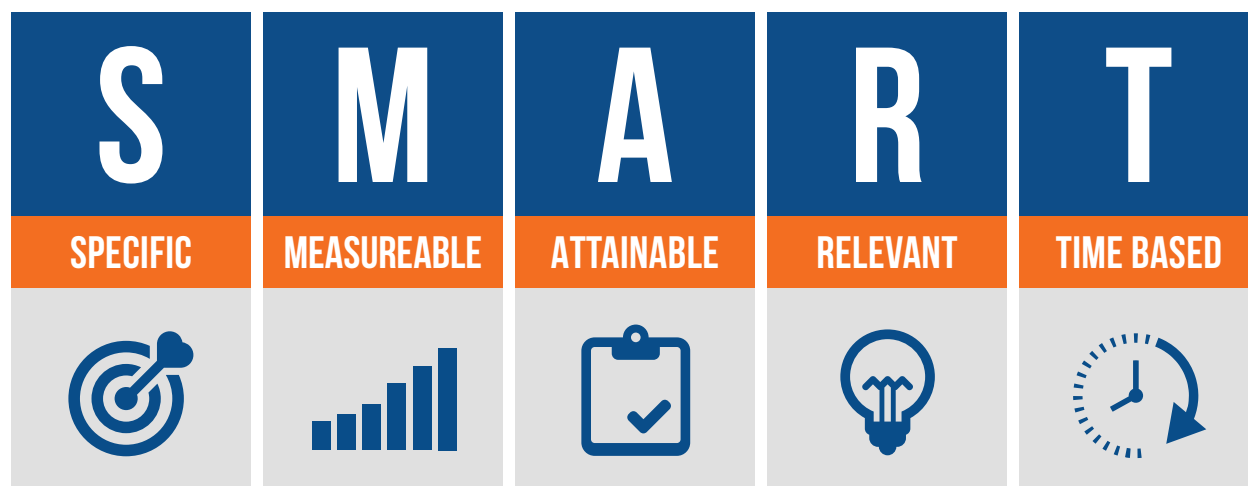 S M A R T
SPECIFIC MEASUREABLE ATTAINABLE RELEVANT TIME BASED